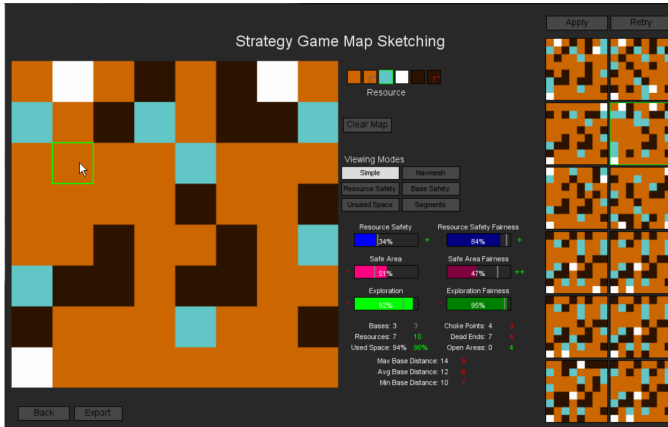 Apply Retry
Strategy Game Map Sketching
Resource
Clear Map
Viewing Modes
Simple Navmesh
Resource Safety Base Safety
Unused Space Segments
Resource Safety Resource Safety Fairness
34% + 84% +
Safe Area Safe Area Fairness
- 51% 47% ++
Exploration Exploration Fairness
- 92% - 95%
Bases: 3 3 Choke Points: 4 3
Resources: 7 10 Dead Ends: 7 4
Used Space: 94% 96% Open Areas: 0 4
Max Base Distance: 14 9
Avg Base Distance: 12 8
Min Base Distance: 10 7
Back Export